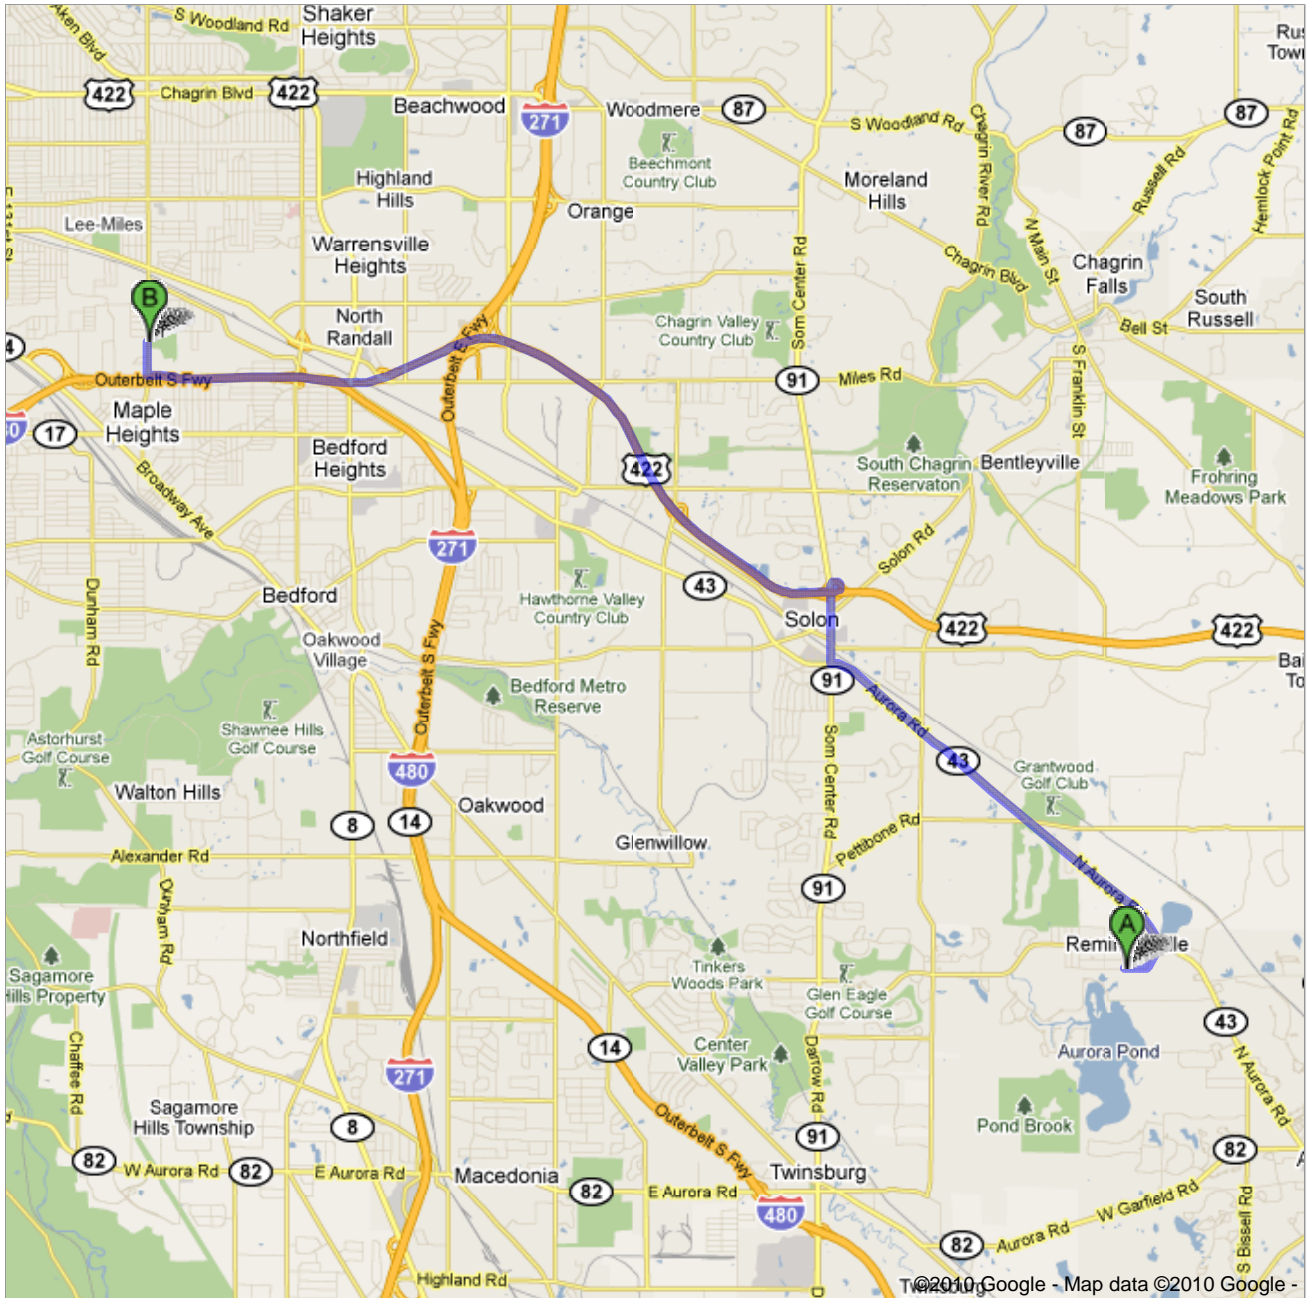 Shaker
Heights
S Woodland Rd
Aken Blvd
422
Chagrin Blvd
422
Beachwood
271
Woodmere
87
S Woodland Rd
87
87
Hemlock Point Rd
Beechmont
Country Club
Chagrin River Rd
Russell Rd
Highland
Hills
Moreland
Hills
Orange
Lee-Miles
Warrensville
Heights
Som Center Rd
N Main St
Chagrin Blvd
Chagrin
Falls
B
North
Randall
Chagrin Valley
Country Club
South
Russell
Bell St
Outerbelt E Fwy
Outerbelt S Fwy
91
Miles Rd
S Franklin St
Maple
Heights
17
Bedford
Heights
422
South Chagrin
Reservaton
Bentleyville
Frohring
Meadows Park
Broadway Ave
271
Solon Rd
43
Dunham Rd
Bedford
Hawthorne Valley
Country Club
Solon
422
422
Oakwood
Village
Outerbelt S Fwy
91
Bedford Metro
Reserve
Aurora Rd
Shawnee Hills
Golf Course
Astorhurst
Golf Course
Som Center Rd
43
Grantwood
Golf Club
480
Walton Hills
Oakwood
8
14
Glenwillow
Pettibone Rd
Alexander Rd
91
Dunham Rd
A
Northfield
Sagamore
Hills Property
Tinkers
Woods Park
Glen Eagle
Golf Course
43
14
Center
Valley Park
Darrow Rd
Aurora Pond
N Aurora Rd
Chaffee Rd
271
Sagamore
Hills Township
8
Outerbelt S Fwy
91
Pond Brook
82
W Aurora Rd
82
E Aurora Rd
Macedonia
82
E Aurora Rd
Twinsburg
82
480
W Garfield Rd
82
Aurora Rd
S Bissell Rd
Highland Rd
©2010 Google - Map data ©2010 Google -